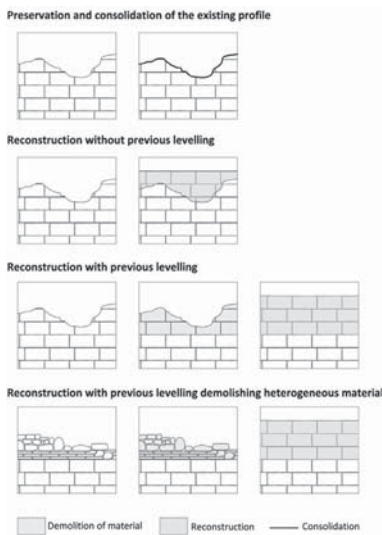 Preservation and consolidation of the existing profile
Reconstruction without previous levelling
Reconstruction with previous levelling
Reconstruction with previous levelling demolishing heterogeneous material
Demolition of material Reconstruction Consolidation